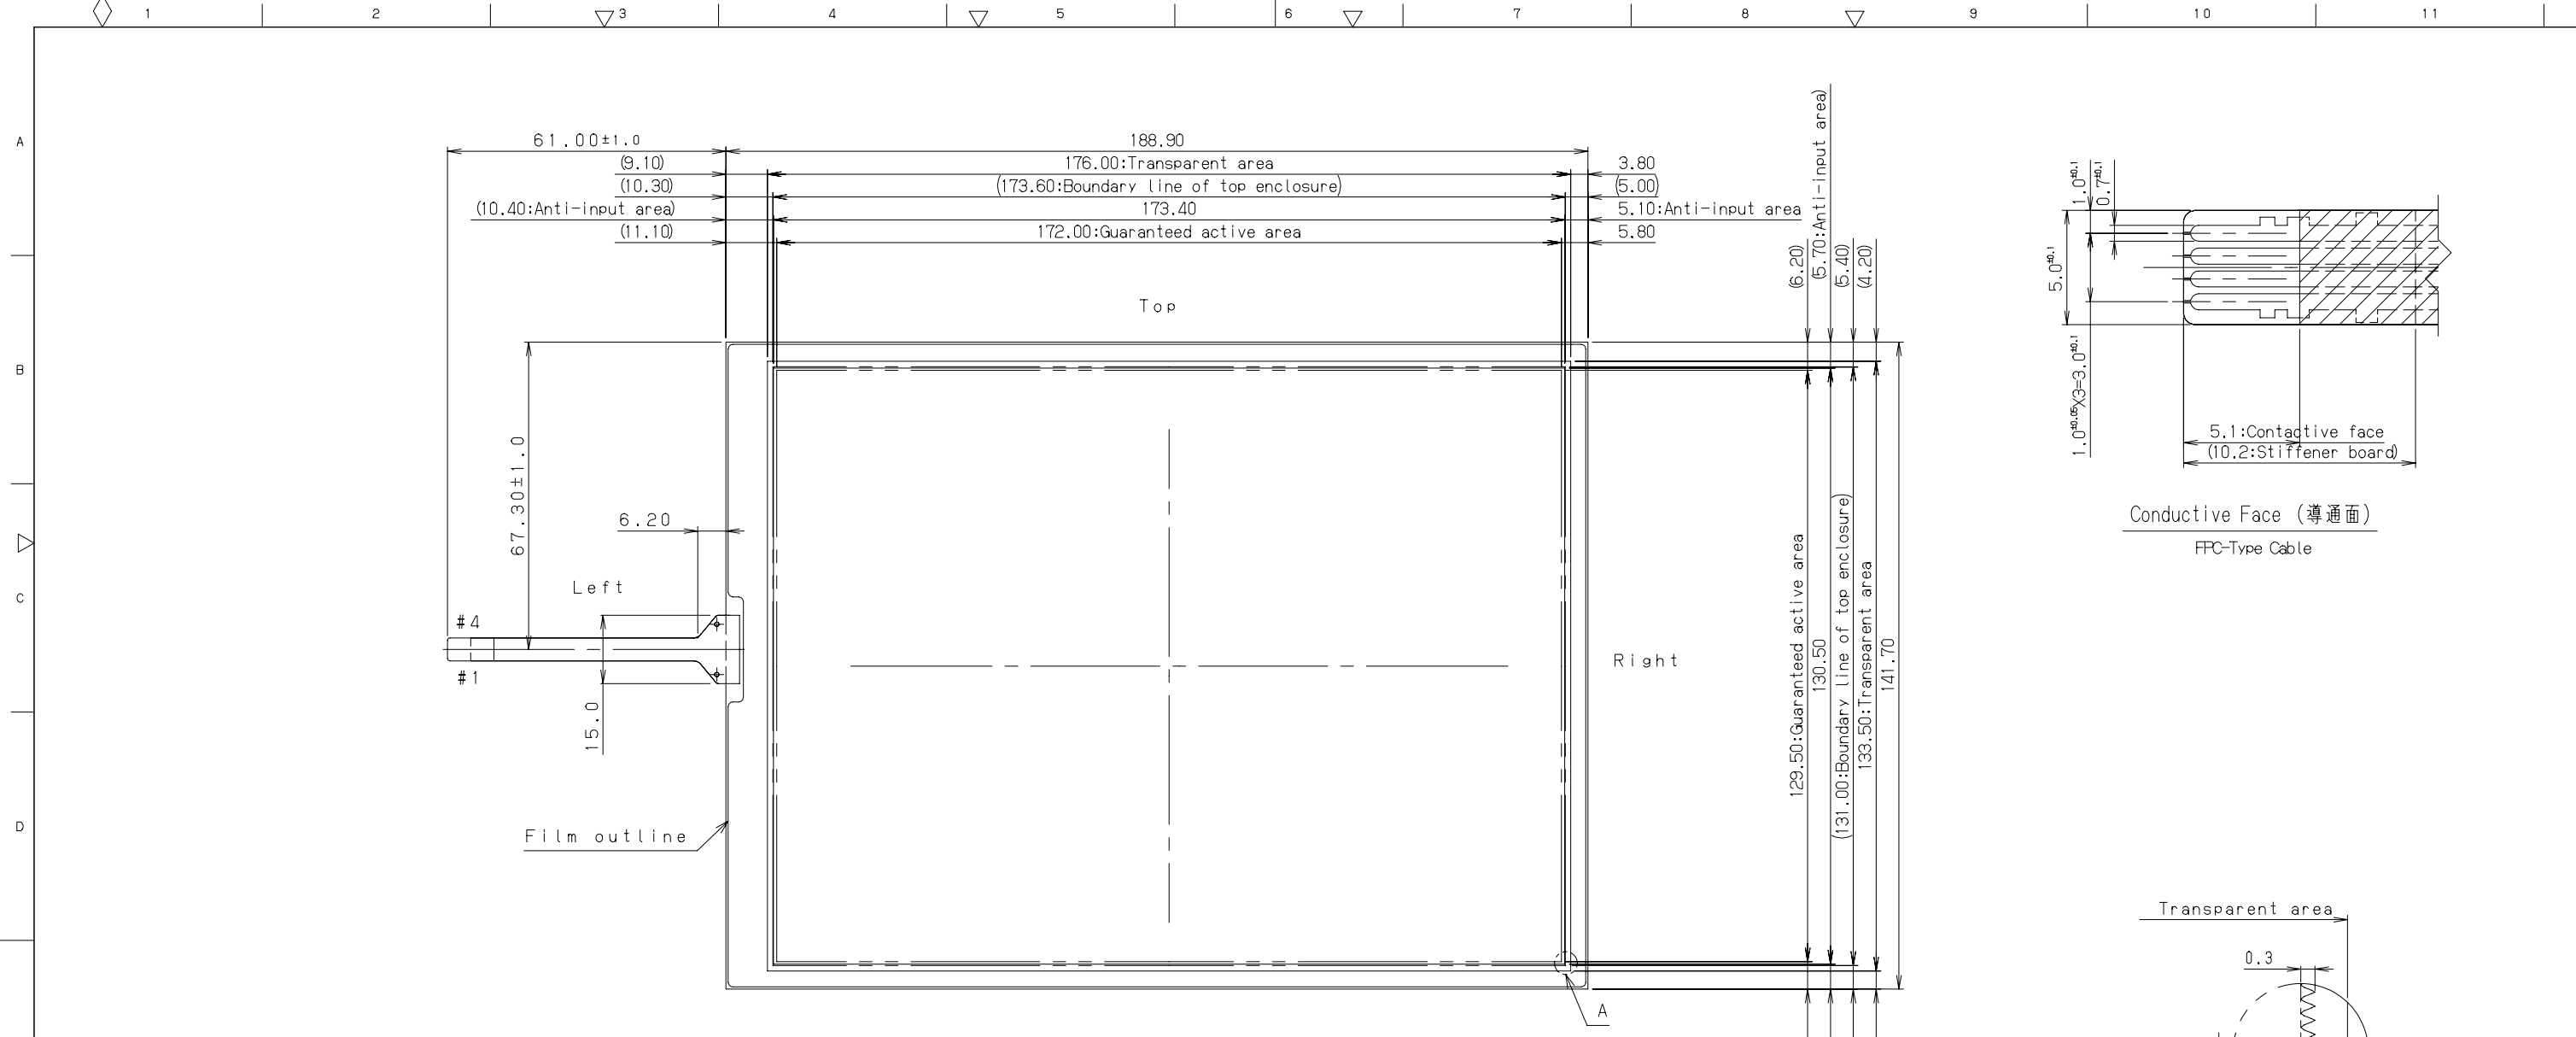 1 2 3 4 5 6 7 8 9 10 11
A
B
C
D
61.00±1.0
188.90
(9.10)
176.00:Transparent area
3.80
(10.30)
(173.60:Boundary line of top enclosure)
(5.00)
(10.40:Anti-input area)
173.40
5.10:Anti-input area
(11.10)
172.00:Guaranteed active area
5.80
(6.20)
(5.70:Anti-input area)
(5.40)
(4.20)
Top
67.30±1.0
6.20
Left
#4
#1
15.0
Film outline
Right
129.50:Guaranteed active area
130.50
(131.00:Boundary line of top enclosure)
133.50:Transparent area
141.70
A
1.0±0.1
0.7±0.1
5.0±0.1
1.0±0.05X3=3.0±0.1
5.1:Contactive face
(10.2:Stiffener board)
Conductive Face (導通面)
FPC-Type Cable
Transparent area
0.3